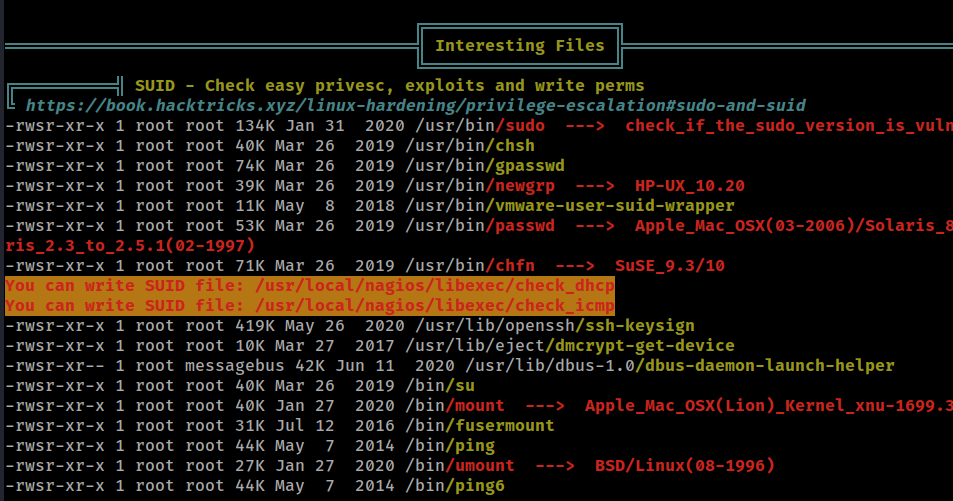 Interesting Files
SUID - Check easy privesc, exploits and write perms
https://book.hacktricks.xyz/linux-hardening/privilege-escalation#sudo-and-suid
-rwsr-xr-x 1 root root 134K Jan 31  2020 /usr/bin/sudo  --->  check_if_the_sudo_version_is_vuln
-rwsr-xr-x 1 root root 40K Mar 26  2019 /usr/bin/chsh
-rwsr-xr-x 1 root root 74K Mar 26  2019 /usr/bin/gpasswd
-rwsr-xr-x 1 root root 39K Mar 26  2019 /usr/bin/newgrp  --->  HP-UX_10.20
-rwsr-xr-x 1 root root 11K May  8  2018 /usr/bin/vmware-user-suid-wrapper
-rwsr-xr-x 1 root root 53K Mar 26  2019 /usr/bin/passwd  --->  Apple_Mac_OSX(03-2006)/Solaris_8
ris_2.3_to_2.5.1(02-1997)
-rwsr-xr-x 1 root root 71K Mar 26  2019 /usr/bin/chfn  --->  SuSE_9.3/10
You can write SUID file: /usr/local/nagios/libexec/check_dhcp
You can write SUID file: /usr/local/nagios/libexec/check_icmp
-rwsr-xr-x 1 root root 419K May 26  2020 /usr/lib/openssh/ssh-keysign
-rwsr-xr-x 1 root root 10K Mar 27  2017 /usr/lib/eject/dmcrypt-get-device
-rwsr-xr-- 1 root messagebus 42K Jun 11  2020 /usr/lib/dbus-1.0/dbus-daemon-launch-helper
-rwsr-xr-x 1 root root 40K Mar 26  2019 /bin/su
-rwsr-xr-x 1 root root 40K Jan 27  2020 /bin/mount  --->  Apple_Mac_OSX(Lion)_Kernel_xnu-1699.3
-rwsr-xr-x 1 root root 31K Jul 12  2016 /bin/fusermount
-rwsr-xr-x 1 root root 44K May  7  2014 /bin/ping
-rwsr-xr-x 1 root root 27K Jan 27  2020 /bin/umount  --->  BSD/Linux(08-1996)
-rwsr-xr-x 1 root root 44K May  7  2014 /bin/ping6